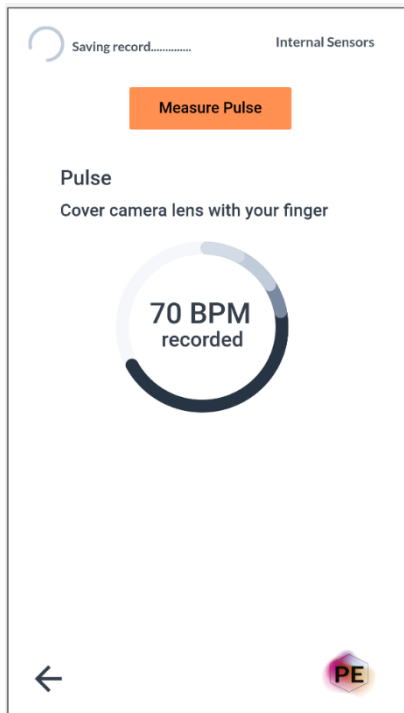 Saving record..............
Internal Sensors
Measure Pulse
Pulse
Cover camera lens with your finger
70 BPM
recorded
PE